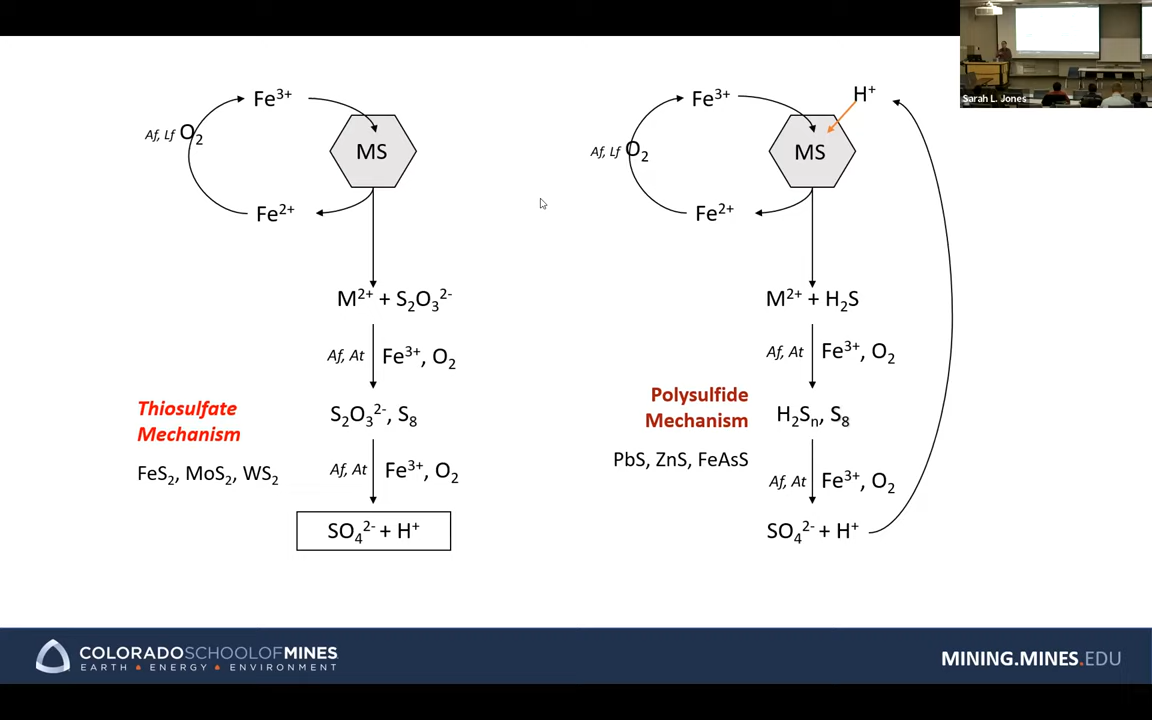 Sarah L. Jones
Fe³⁺
Af, Lf O₂
MS
Fe²⁺
M²⁺ + S₂O₃²⁻
Af, At Fe³⁺, O₂
Thiosulfate
Mechanism
S₂O₃²⁻, S₈
FeS₂, MoS₂, WS₂
Af, At Fe³⁺, O₂
SO₄²⁻ + H⁺
Fe³⁺
H⁺
Af, Lf O₂
MS
Fe²⁺
M²⁺ + H₂S
Af, At Fe³⁺, O₂
Polysulfide
Mechanism
H₂Sₙ, S₈
PbS, ZnS, FeAsS
Af, At Fe³⁺, O₂
SO₄²⁻ + H⁺
COLORADOSCHOOLOFMINES
EARTH • ENERGY • ENVIRONMENT
MINING.MINES.EDU